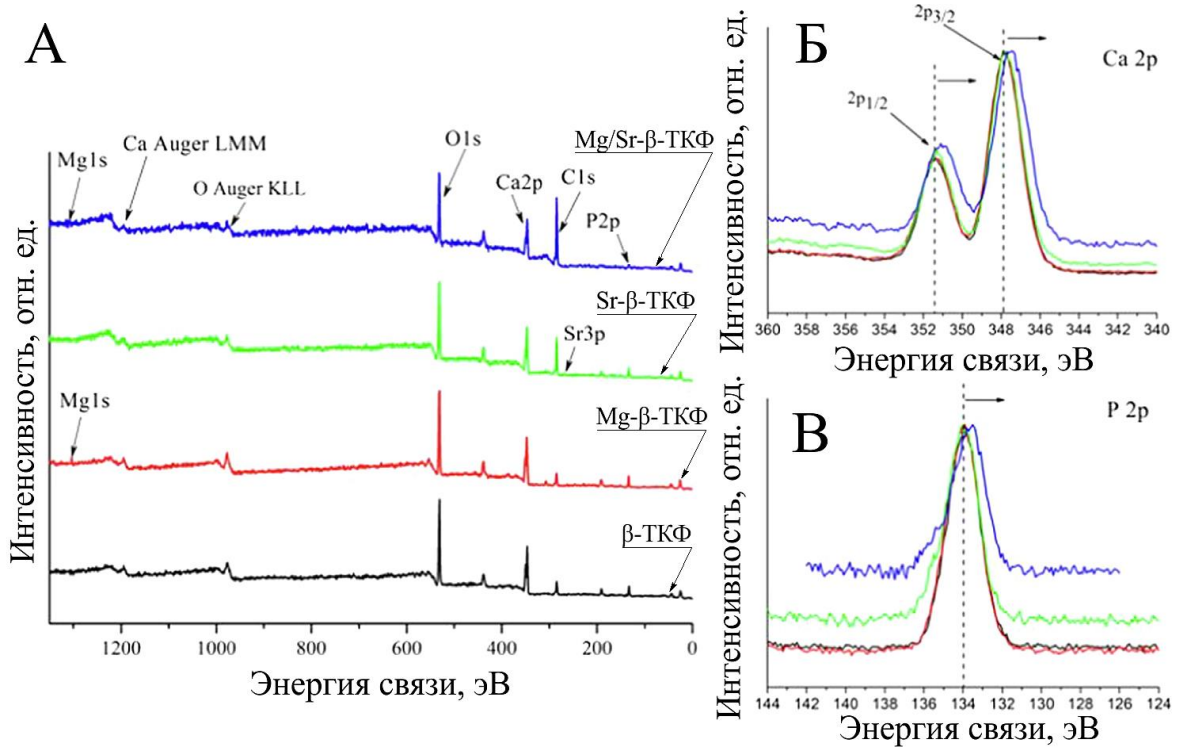 А
Интенсивность, отн. ед.
Mg1s
Ca Auger LMM
O Auger KLL
O1s
Ca2p
C1s
P2p
Mg/Sr-β-ТКФ
Sr3p
Sr-β-ТКФ
Mg1s
Mg-β-ТКФ
β-ТКФ
1200 1000 800 600 400 200 0
Энергия связи, эВ
Б
Интенсивность, отн. ед.
2p3/2
2p1/2
Ca 2p
360 358 356 354 352 350 348 346 344 342 340
Энергия связи, эВ
В
Интенсивность, отн. ед.
P 2p
144 142 140 138 136 134 132 130 128 126 124
Энергия связи, эВ